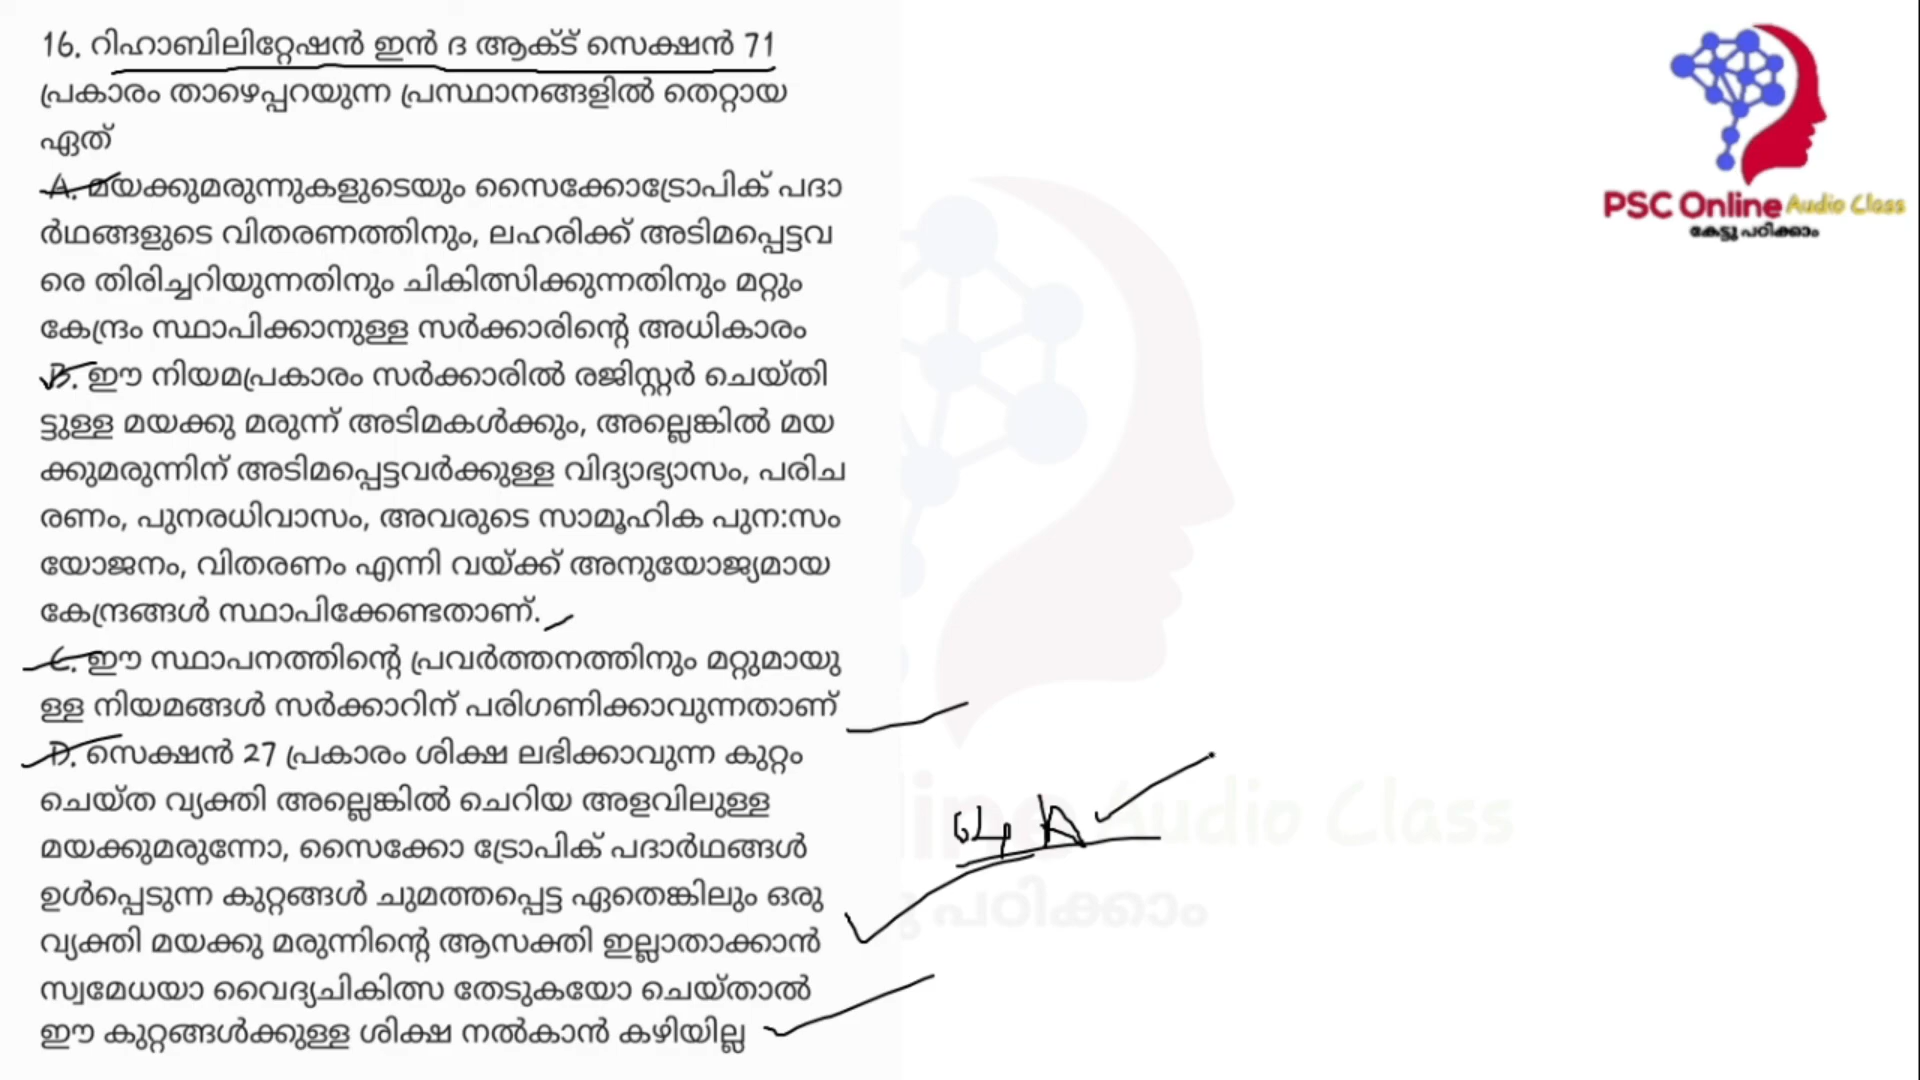 16. റിഹാബിലിറ്റേഷൻ ഇൻ ദ ആക്ട് സെക്ഷൻ 71
പ്രകാരം താഴെപ്പറയുന്ന പ്രസ്ഥാനങ്ങളിൽ തെറ്റായ
ഏത്
A. മയക്കുമരുന്നുകളുടെയും സൈക്കോട്രോപിക് പദാ
ർഥങ്ങളുടെ വിതരണത്തിനും, ലഹരിക്ക് അടിമപ്പെട്ടവ
രെ തിരിച്ചറിയുന്നതിനും ചികിത്സിക്കുന്നതിനും മറ്റും
കേന്ദ്രം സ്ഥാപിക്കാനുള്ള സർക്കാരിന്റെ അധികാരം
B. ഈ നിയമപ്രകാരം സർക്കാരിൽ രജിസ്റ്റർ ചെയ്തി
ട്ടുള്ള മയക്കു മരുന്ന് അടിമകൾക്കും, അല്ലെങ്കിൽ മയ
ക്കുമരുന്നിന് അടിമപ്പെട്ടവർക്കുള്ള വിദ്യാഭ്യാസം, പരിച
രണം, പുനരധിവാസം, അവരുടെ സാമൂഹിക പുന:സം
യോജനം, വിതരണം എന്നി വയ്ക്ക് അനുയോജ്യമായ
കേന്ദ്രങ്ങൾ സ്ഥാപിക്കേണ്ടതാണ്.
C. ഈ സ്ഥാപനത്തിന്റെ പ്രവർത്തനത്തിനും മറ്റുമായു
ള്ള നിയമങ്ങൾ സർക്കാറിന് പരിഗണിക്കാവുന്നതാണ്
D. സെക്ഷൻ 27 പ്രകാരം ശിക്ഷ ലഭിക്കാവുന്ന കുറ്റം
ചെയ്ത വ്യക്തി അല്ലെങ്കിൽ ചെറിയ അളവിലുള്ള
മയക്കുമരുന്നോ, സൈക്കോ ട്രോപിക് പദാർഥങ്ങൾ
ഉൾപ്പെടുന്ന കുറ്റങ്ങൾ ചുമത്തപ്പെട്ട ഏതെങ്കിലും ഒരു
വ്യക്തി മയക്കു മരുന്നിന്റെ ആസക്തി ഇല്ലാതാക്കാൻ
സ്വമേധയാ വൈദ്യചികിത്സ തേടുകയോ ചെയ്താൽ
ഈ കുറ്റങ്ങൾക്കുള്ള ശിക്ഷ നൽകാൻ കഴിയില്ല
64 A
PSC Online Audio Class
കേട്ടു പഠിക്കാം
line Audio Class
പഠിക്കാം